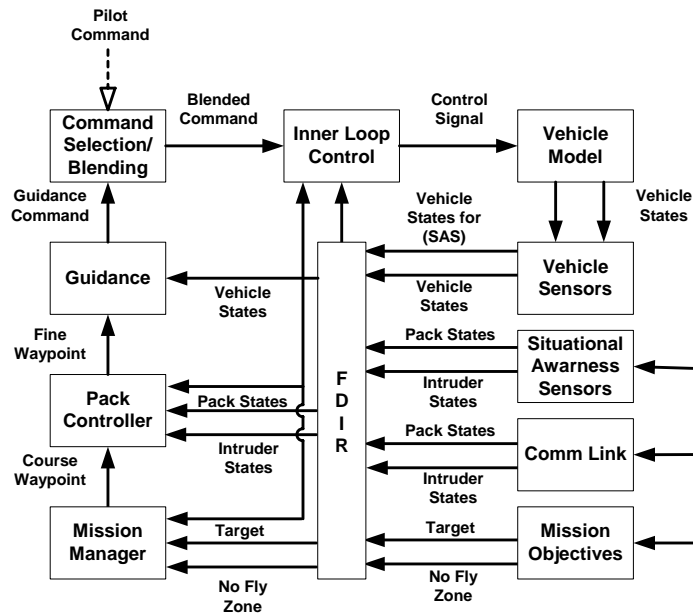 Pilot
Command
Command
Selection/
Blending
Blended
Command
Inner Loop
Control
Control
Signal
Vehicle
Model
Guidance
Command
Vehicle
States for
(SAS)
Vehicle
States
Guidance
Vehicle
States
Vehicle
States
Vehicle
Sensors
Fine
Waypoint
Pack States
Situational
Awarness
Sensors
Pack
Controller
Pack States
F
D
I
R
Intruder
States
Intruder
States
Pack States
Comm Link
Course
Waypoint
Intruder
States
Mission
Manager
Target
Target
Mission
Objectives
No Fly
Zone
No Fly
Zone